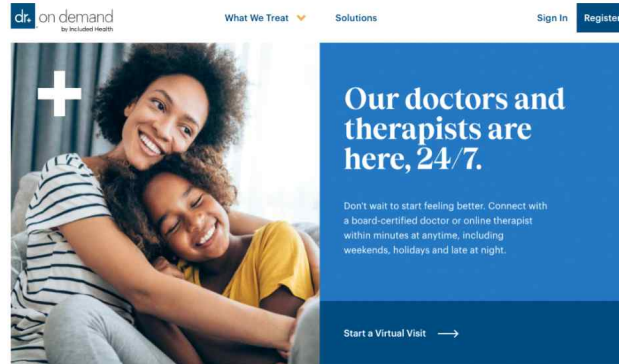 dr+ on demand
by Included Health
What We Treat
Solutions
Sign In
Register
Our doctors and
therapists are
here, 24/7.
Don't wait to start feeling better. Connect with
a board-certified doctor or online therapist
within minutes at anytime, including
weekends, holidays and late at night.
Start a Virtual Visit